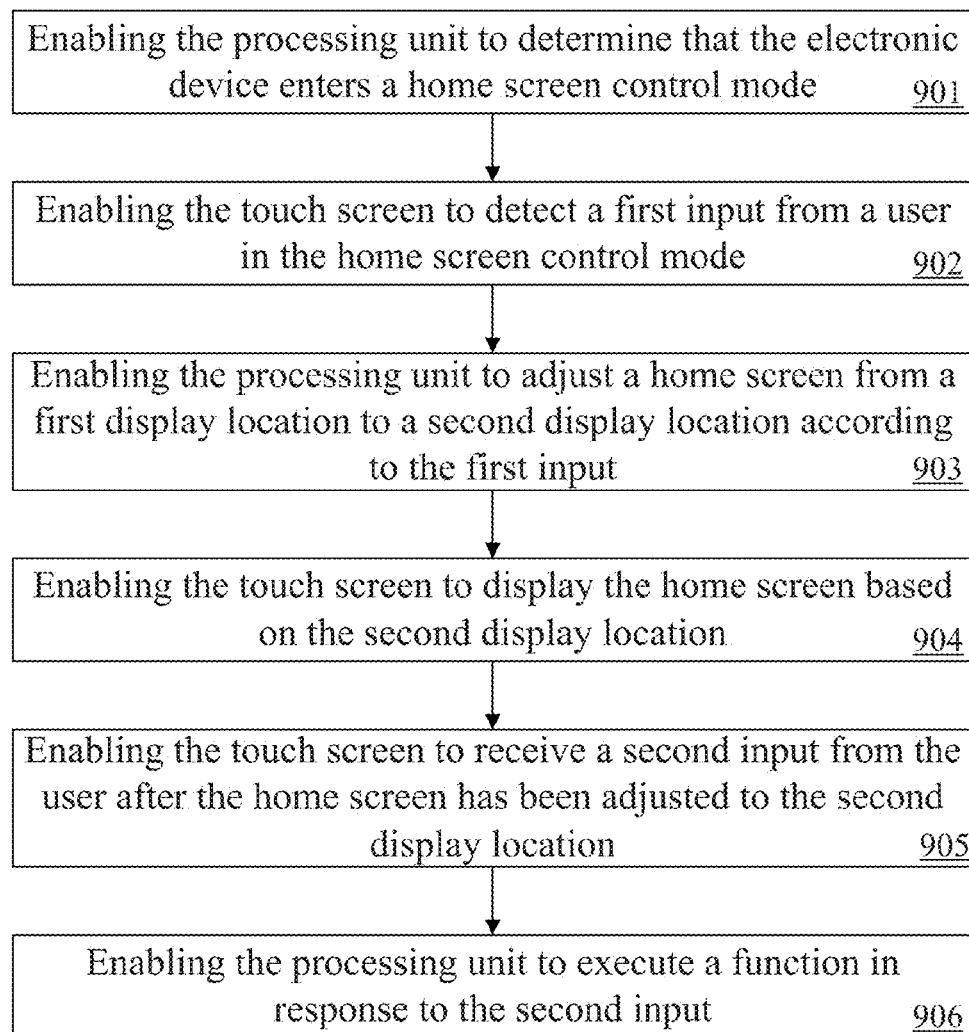 Enabling the processing unit to determine that the electronic
device enters a home screen control mode
901
Enabling the touch screen to detect a first input from a user
in the home screen control mode
902
Enabling the processing unit to adjust a home screen from a
first display location to a second display location according
to the first input
903
Enabling the touch screen to display the home screen based
on the second display location
904
Enabling the touch screen to receive a second input from the
user after the home screen has been adjusted to the second
display location
905
Enabling the processing unit to execute a function in
response to the second input
906